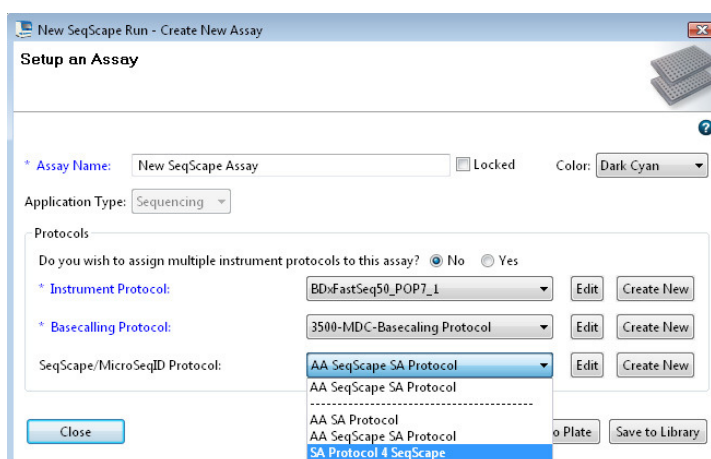 New SeqScape Run - Create New Assay
Setup an Assay
* Assay Name: New SeqScape Assay Locked Color: Dark Cyan
Application Type: Sequencing
Protocols
Do you wish to assign multiple instrument protocols to this assay? No Yes
* Instrument Protocol: BDxFastSeq50_POP7_1 Edit Create New
* Basecalling Protocol: 3500-MDC-Basecaling Protocol Edit Create New
SeqScape/MicroSeqID Protocol: AA SeqScape SA Protocol Edit Create New
AA SeqScape SA Protocol
----------------------------------------
AA SA Protocol
Close AA SeqScape SA Protocol o Plate Save to Library
SA Protocol 4 SeqScape